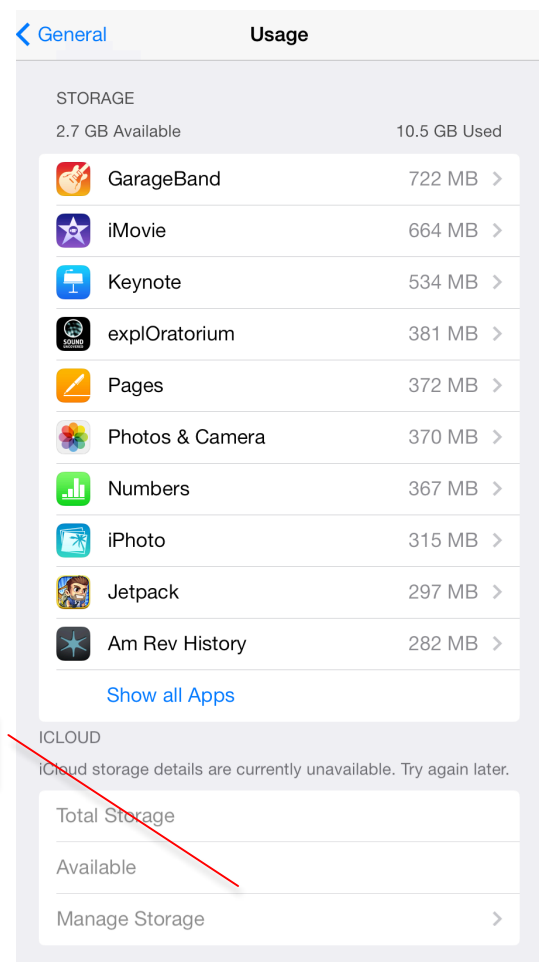 General Usage
STORAGE
2.7 GB Available 10.5 GB Used
GarageBand 722 MB
iMovie 664 MB
Keynote 534 MB
SOUND
UNCOVERED
explOratorium 381 MB
Pages 372 MB
Photos & Camera 370 MB
Numbers 367 MB
iPhoto 315 MB
Jetpack 297 MB
Am Rev History 282 MB
Show all Apps
ICLOUD
iCloud storage details are currently unavailable. Try again later.
Total Storage
Available
Manage Storage